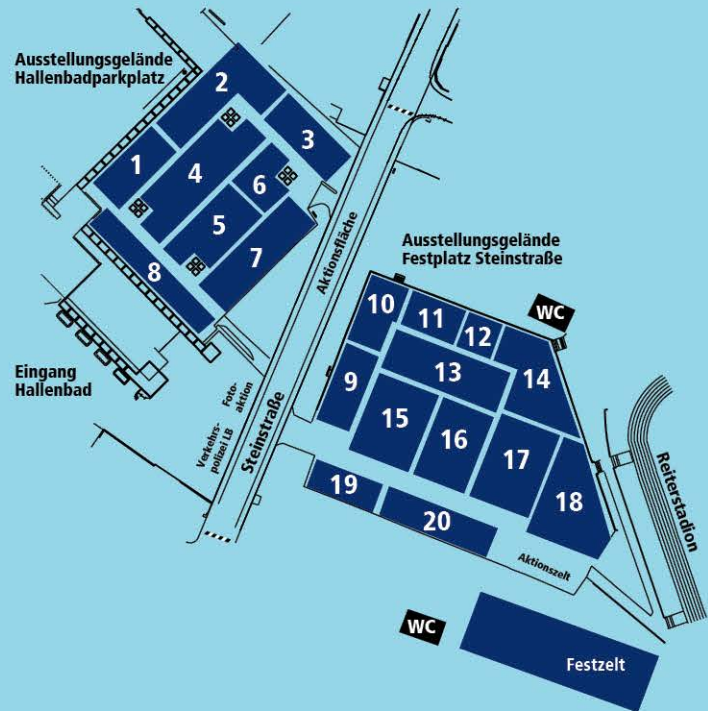 Ausstellungsgelände
Hallenbadparkplatz
2
3
1
4
6
5
7
8
Eingang
Hallenbad
Aktionsfläche
Steinstraße
Foto-
aktion
Verkehrs-
polizei LB
Ausstellungsgelände
Festplatz Steinstraße
WC
10
11
12
13
14
9
15
16
17
18
19
20
Aktionszelt
Reiterstadion
WC
Festzelt